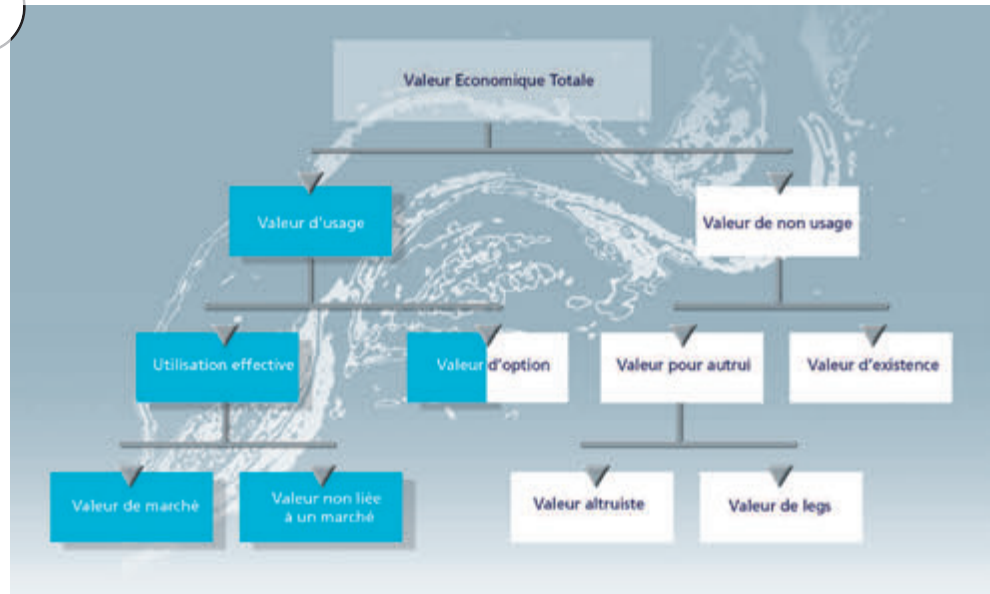 Valeur Economique Totale
Valeur d'usage
Valeur de non usage
Utilisation effective
Valeur d'option
Valeur pour autrui
Valeur d'existence
Valeur de marché
Valeur non liée
à un marché
Valeur altruiste
Valeur de legs